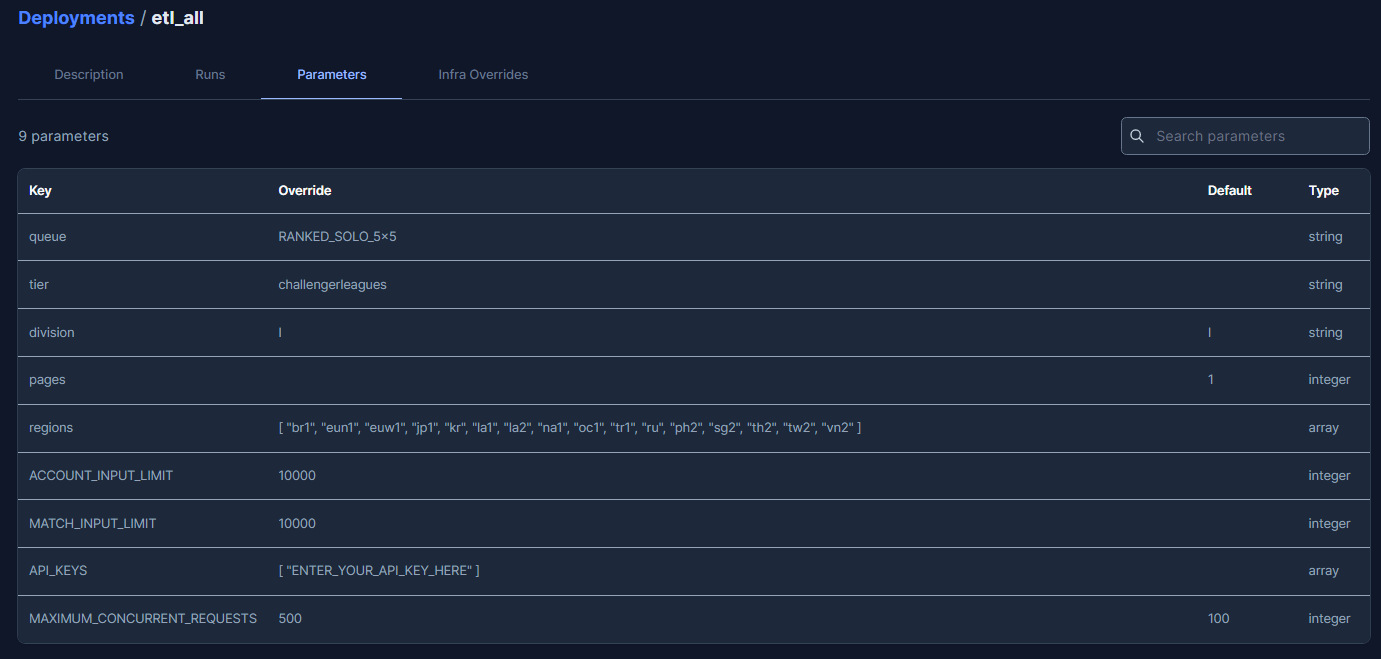 Deployments / etl_all
Description Runs Parameters Infra Overrides
9 parameters
Search parameters
Key Override Default Type
queue RANKED_SOLO_5×5 string
tier challengerleagues string
division I I string
pages 1 integer
regions [ "br1", "eun1", "euw1", "jp1", "kr", "la1", "la2", "na1", "oc1", "tr1", "ru", "ph2", "sg2", "th2", "tw2", "vn2" ] array
ACCOUNT_INPUT_LIMIT 10000 integer
MATCH_INPUT_LIMIT 10000 integer
API_KEYS [ "ENTER_YOUR_API_KEY_HERE" ] array
MAXIMUM_CONCURRENT_REQUESTS 500 100 integer